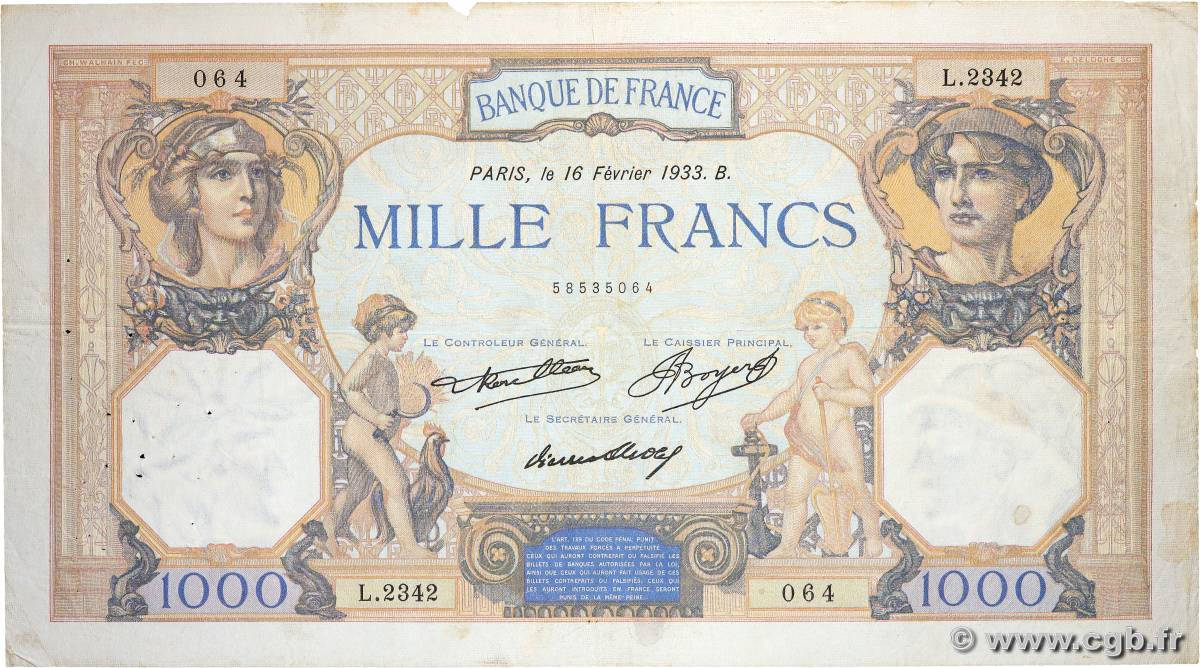 CH. WALHAIN FEC.
F. DELOCHE SC.
064
L.2342
BANQUE DE FRANCE
PARIS, le 16 Février 1933. B.
MILLE FRANCS
58535064
LE CONTROLEUR GÉNÉRAL.
LE CAISSIER PRINCIPAL,
LE SECRÉTAIRE GÉNÉRAL.
L'ART. 139 DU CODE PÉNAL PUNIT
DES TRAVAUX FORCÉS A PERPÉTUITÉ
CEUX QUI AURONT CONTREFAIT OU FALSIFIÉ LES
BILLETS DE BANQUES AUTORISÉES PAR LA LOI,
AINSI QUE CEUX QUI AURONT FAIT USAGE DE CES
BILLETS CONTREFAITS OU FALSIFIÉS. CEUX QUI
LES AURONT INTRODUITS EN FRANCE SERONT
PUNIS DE LA MÊME PEINE.
1000
L.2342
064
1000
© www.cgb.fr